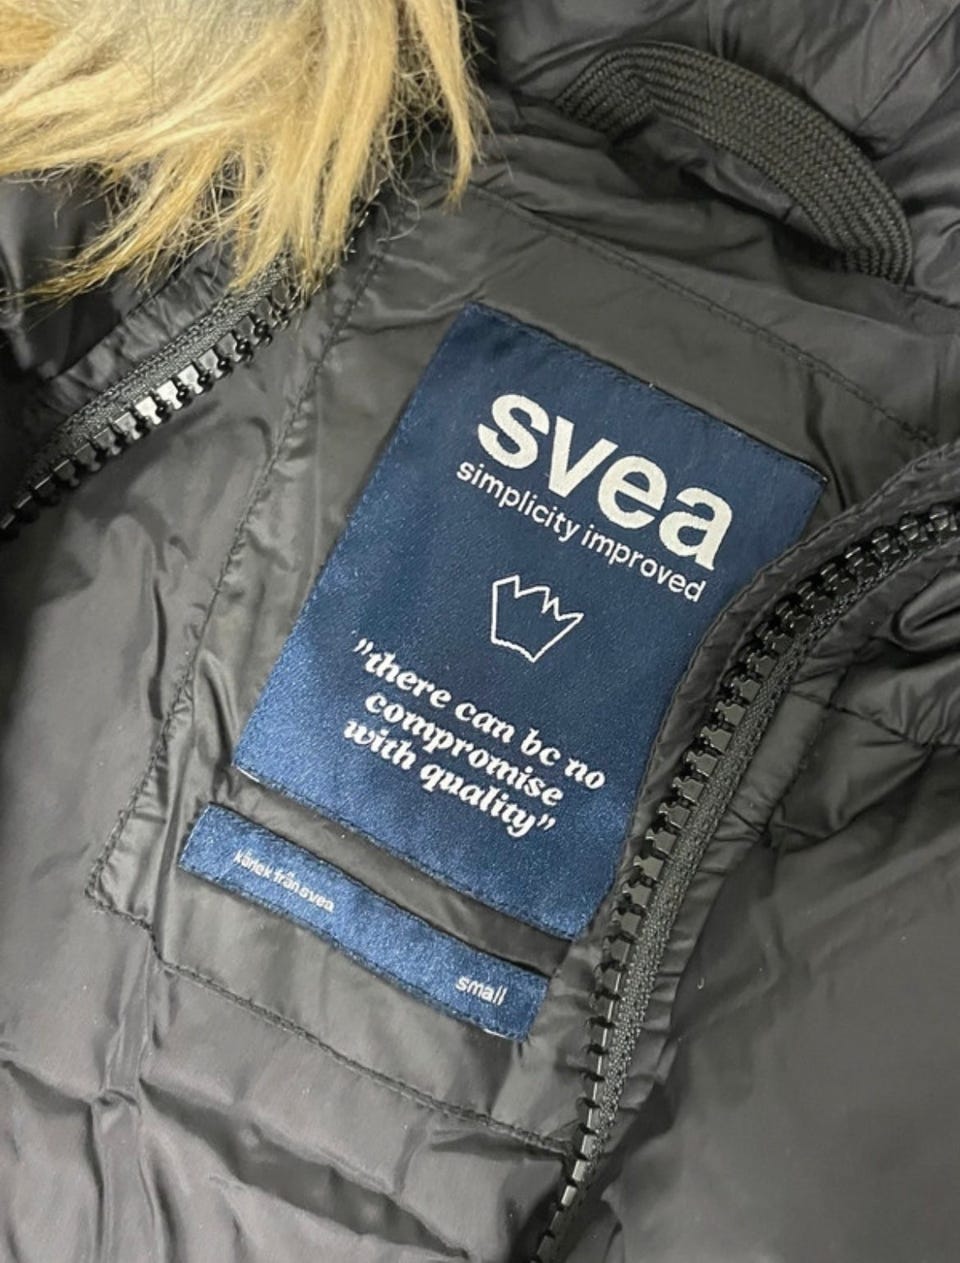 svea
simplicity improved
"there can be no
compromise
with quality"
kärlek från svea
small